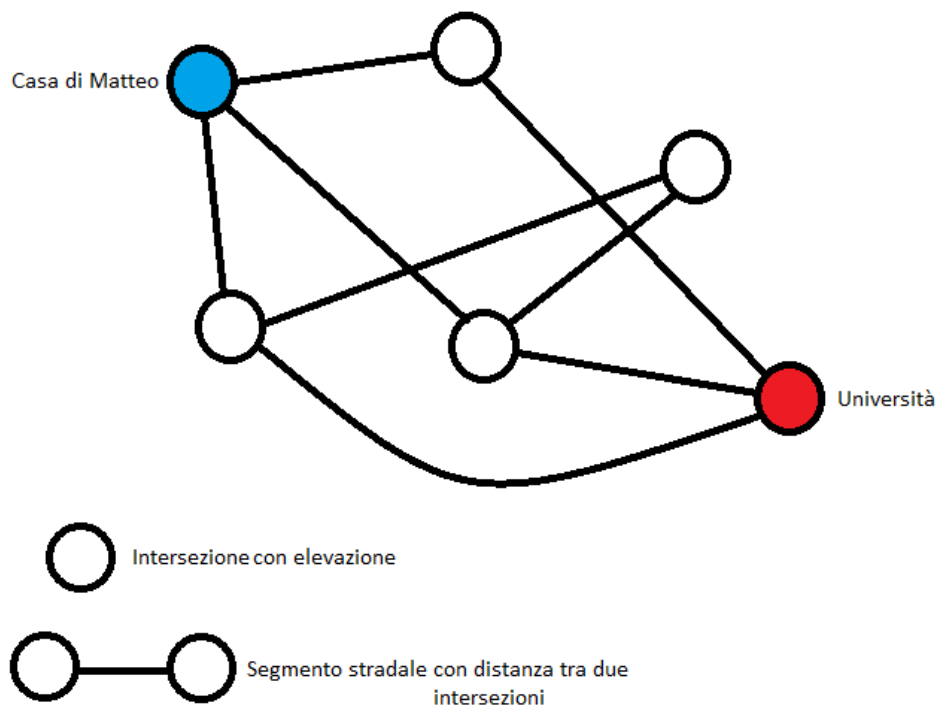 Casa di Matteo
Università
Intersezione con elevazione
Segmento stradale con distanza tra due
intersezioni